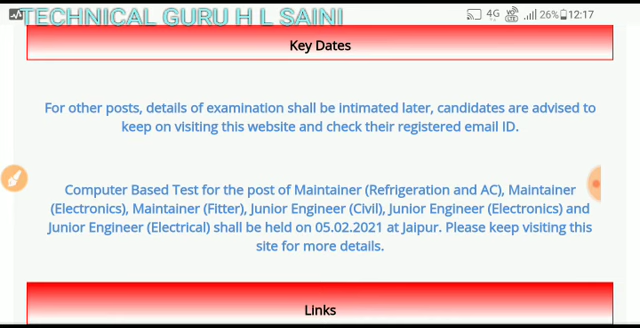 TECHNICAL GURU H L SAINI
4G 26% 12:17
Key Dates
For other posts, details of examination shall be intimated later, candidates are advised to
keep on visiting this website and check their registered email ID.
Computer Based Test for the post of Maintainer (Refrigeration and AC), Maintainer
(Electronics), Maintainer (Fitter), Junior Engineer (Civil), Junior Engineer (Electronics) and
Junior Engineer (Electrical) shall be held on 05.02.2021 at Jaipur. Please keep visiting this
site for more details.
Links